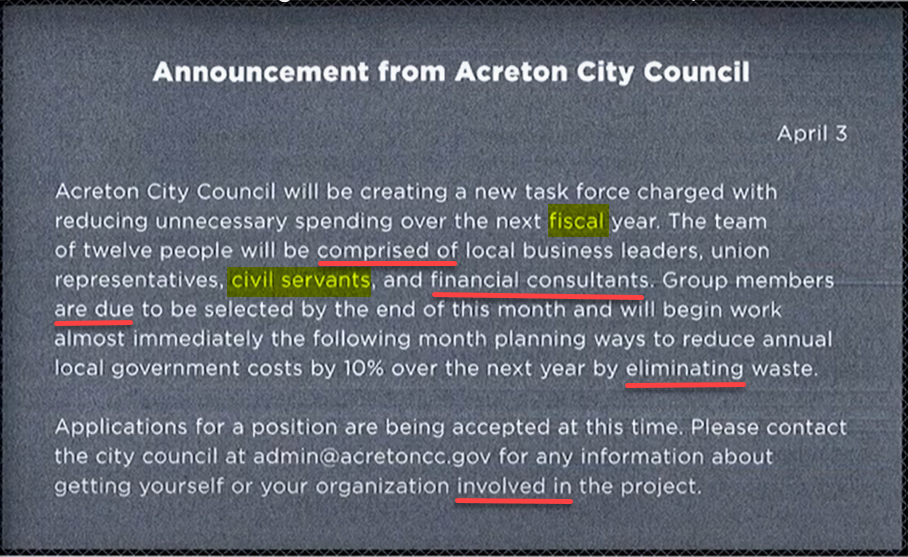 Announcement from Acreton City Council
April 3
Acreton City Council will be creating a new task force charged with
reducing unnecessary spending over the next fiscal year. The team
of twelve people will be comprised of local business leaders, union
representatives, civil servants, and financial consultants. Group members
are due to be selected by the end of this month and will begin work
almost immediately the following month planning ways to reduce annual
local government costs by 10% over the next year by eliminating waste.
Applications for a position are being accepted at this time. Please contact
the city council at admin@acretoncc.gov for any information about
getting yourself or your organization involved in the project.